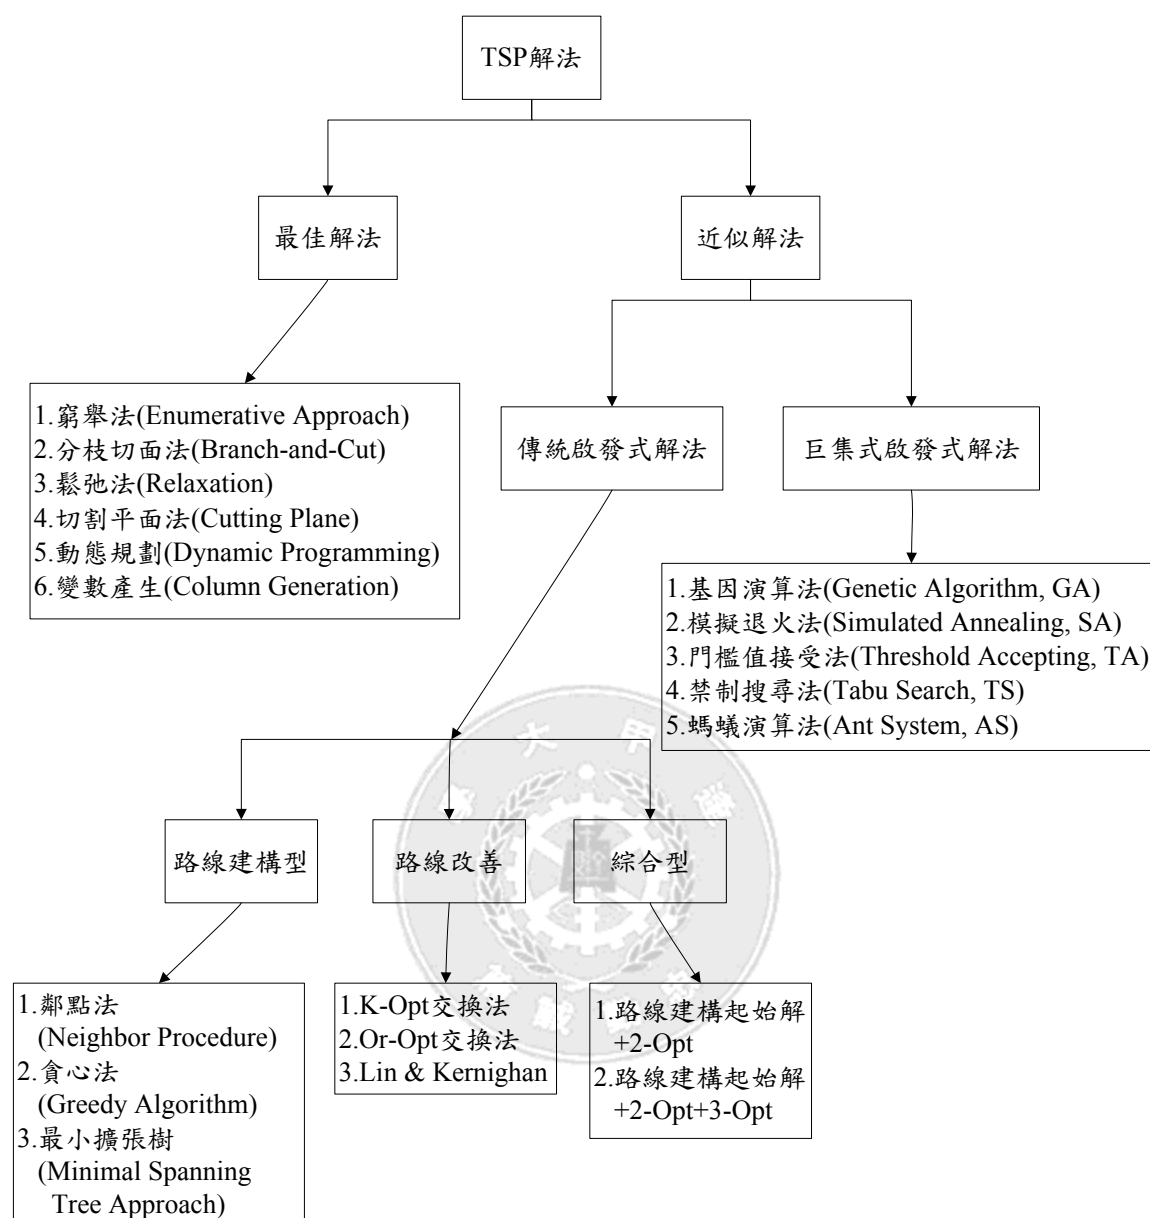 TSP解法
最佳解法
近似解法
1.窮舉法(Enumerative Approach)
2.分枝切面法(Branch-and-Cut)
3.鬆弛法(Relaxation)
4.切割平面法(Cutting Plane)
5.動態規劃(Dynamic Programming)
6.變數產生(Column Generation)
傳統啟發式解法
巨集式啟發式解法
1.基因演算法(Genetic Algorithm, GA)
2.模擬退火法(Simulated Annealing, SA)
3.門檻值接受法(Threshold Accepting, TA)
4.禁制搜尋法(Tabu Search, TS)
5.螞蟻演算法(Ant System, AS)
路線建構型
路線改善
綜合型
1.鄰點法
(Neighbor Procedure)
2.貪心法
(Greedy Algorithm)
3.最小擴張樹
(Minimal Spanning
Tree Approach)
1.K-Opt交換法
2.Or-Opt交換法
3.Lin & Kernighan
1.路線建構起始解
+2-Opt
2.路線建構起始解
+2-Opt+3-Opt